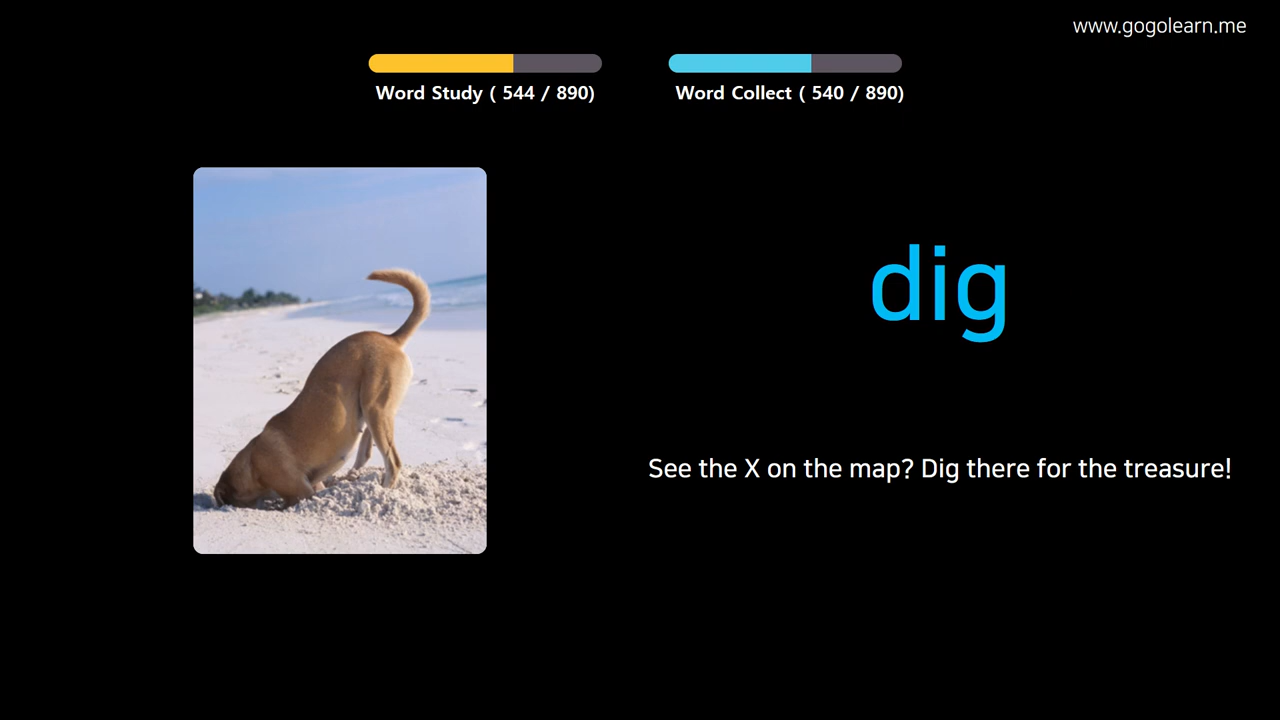 www.gogolearn.me
Word Study ( 544 / 890)
Word Collect ( 540 / 890)
dig
See the X on the map? Dig there for the treasure!